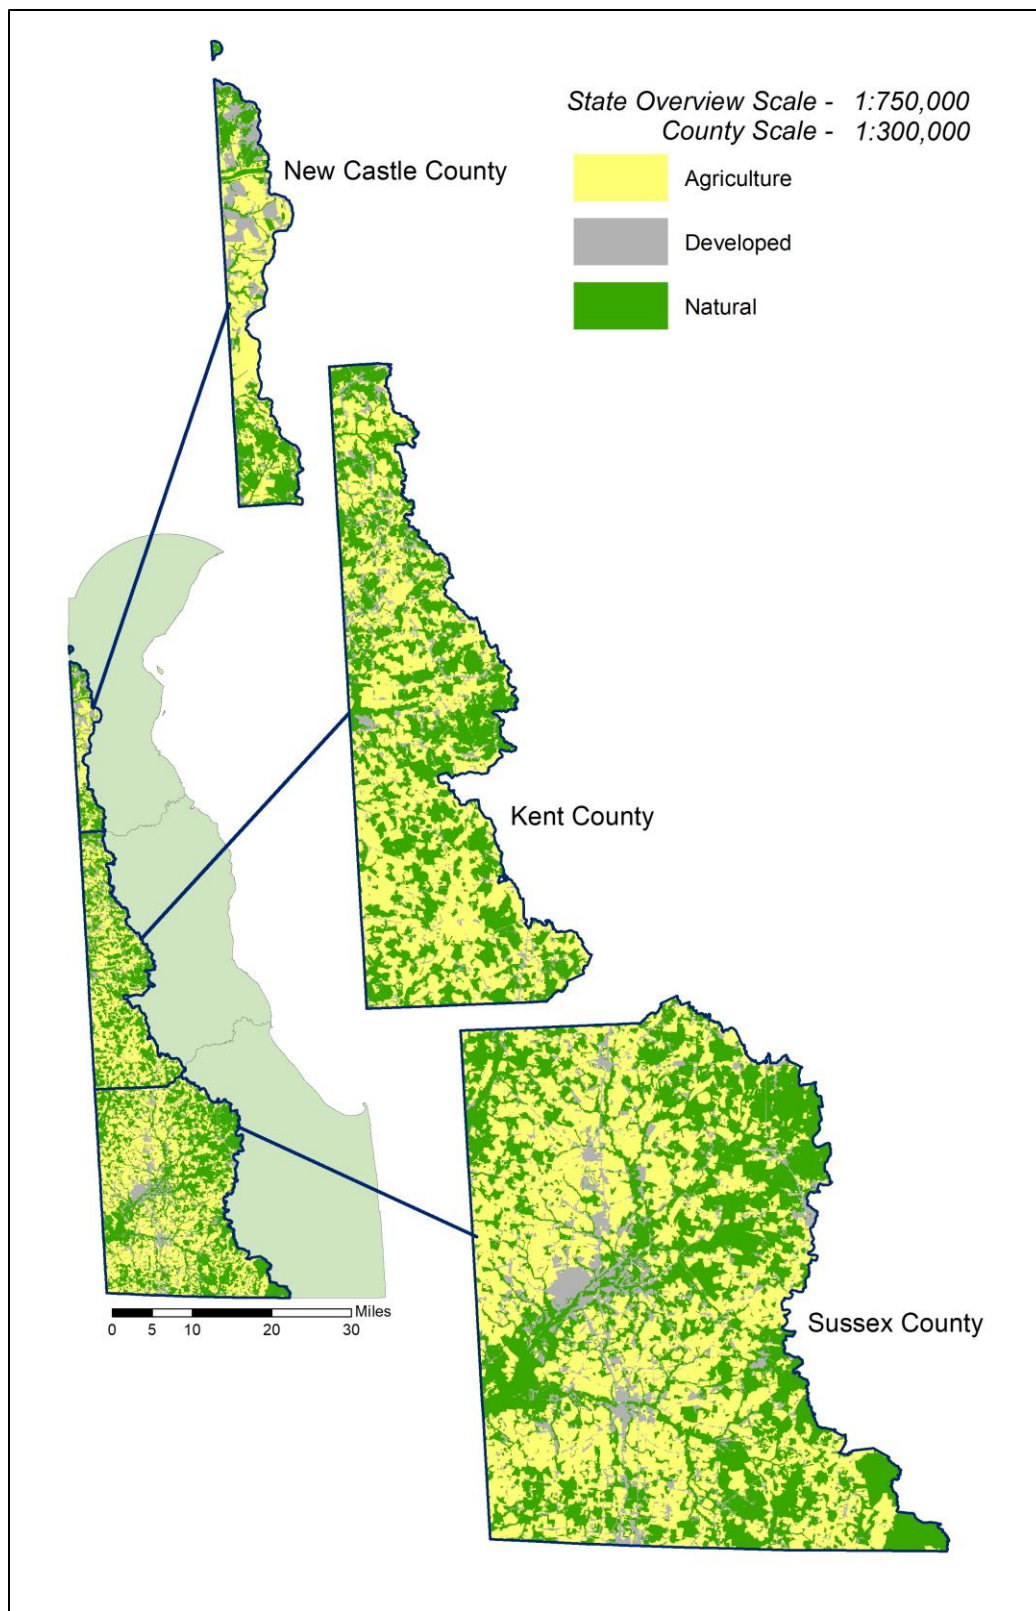 State Overview Scale - 1:750,000
County Scale - 1:300,000
New Castle County
Agriculture
Developed
Natural
Kent County
Sussex County
Miles
0 5 10 20 30